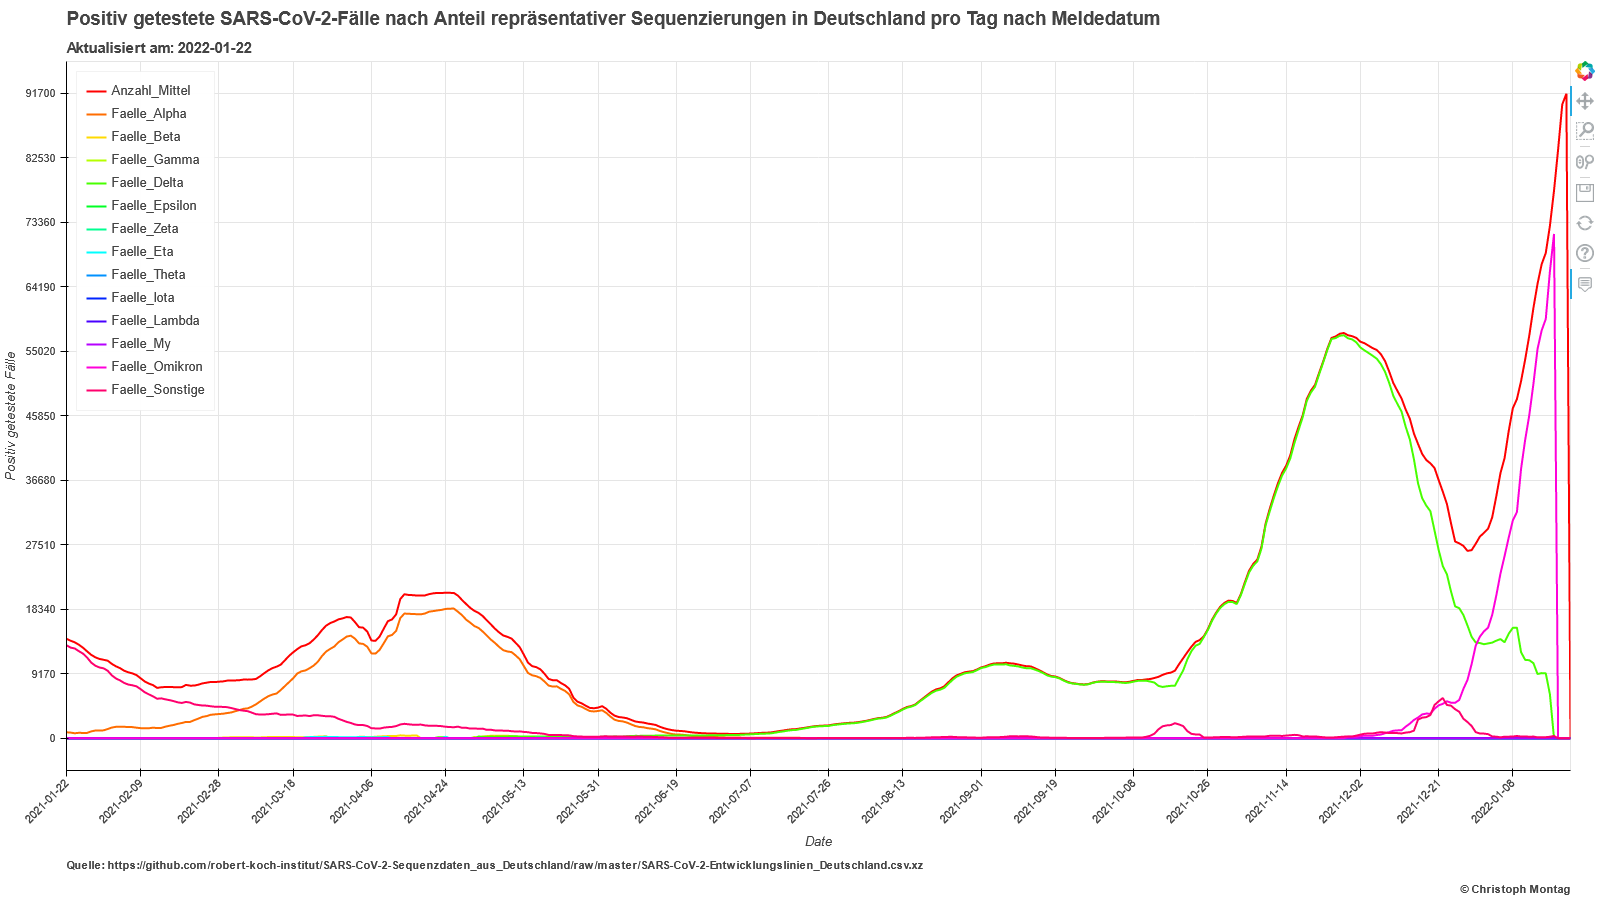 Positiv getestete SARS-CoV-2-Fälle nach Anteil repräsentativer Sequenzierungen in Deutschland pro Tag nach Meldedatum
Aktualisiert am: 2022-01-22
Anzahl_Mittel
Faelle_Alpha
Faelle_Beta
Faelle_Gamma
Faelle_Delta
Faelle_Epsilon
Faelle_Zeta
Faelle_Eta
Faelle_Theta
Faelle_Iota
Faelle_Lambda
Faelle_My
Faelle_Omikron
Faelle_Sonstige
91700
82530
73360
64190
55020
45850
36680
27510
18340
9170
0
Positiv getestete Fälle
2021-01-22
2021-02-09
2021-02-28
2021-03-18
2021-04-06
2021-04-24
2021-05-13
2021-05-31
2021-06-19
2021-07-07
2021-07-26
2021-08-13
2021-09-01
2021-09-19
2021-10-08
2021-10-26
2021-11-14
2021-12-02
2021-12-21
2022-01-08
Date
Quelle: https://github.com/robert-koch-institut/SARS-CoV-2-Sequenzdaten_aus_Deutschland/raw/master/SARS-CoV-2-Entwicklungslinien_Deutschland.csv.xz
© Christoph Montag